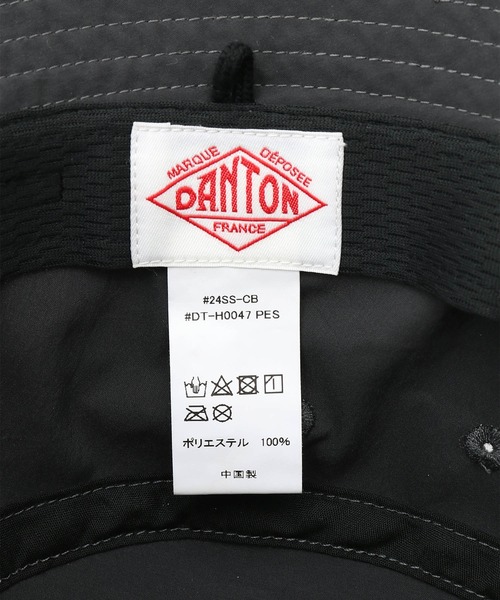 MARQUE DÉPOSÉE
DANTON
FRANCE
#24SS-CB
#DT-H0047 PES
ポリエステル 100%
中国製